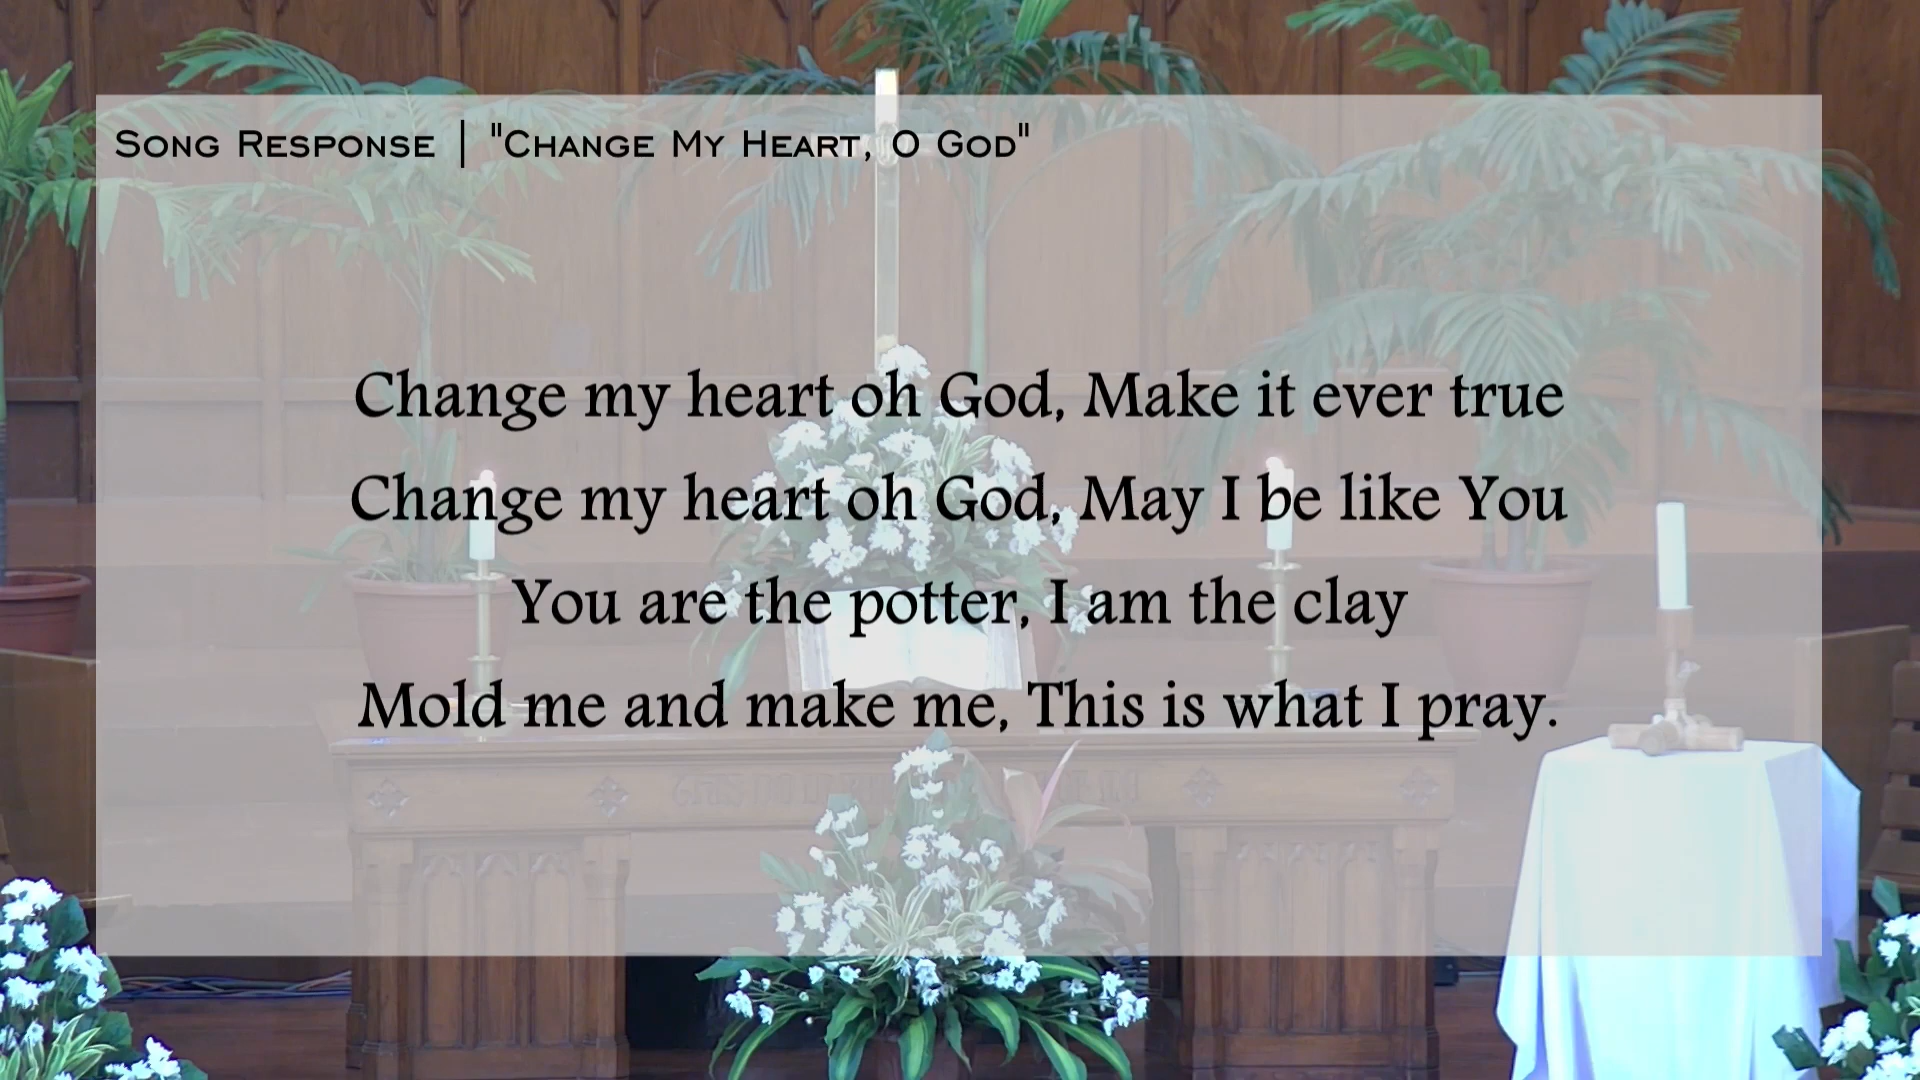 Song Response | "Change My Heart, O God"
Change my heart oh God, Make it ever true
Change my heart oh God, May I be like You
You are the potter, I am the clay
Mold me and make me, This is what I pray.